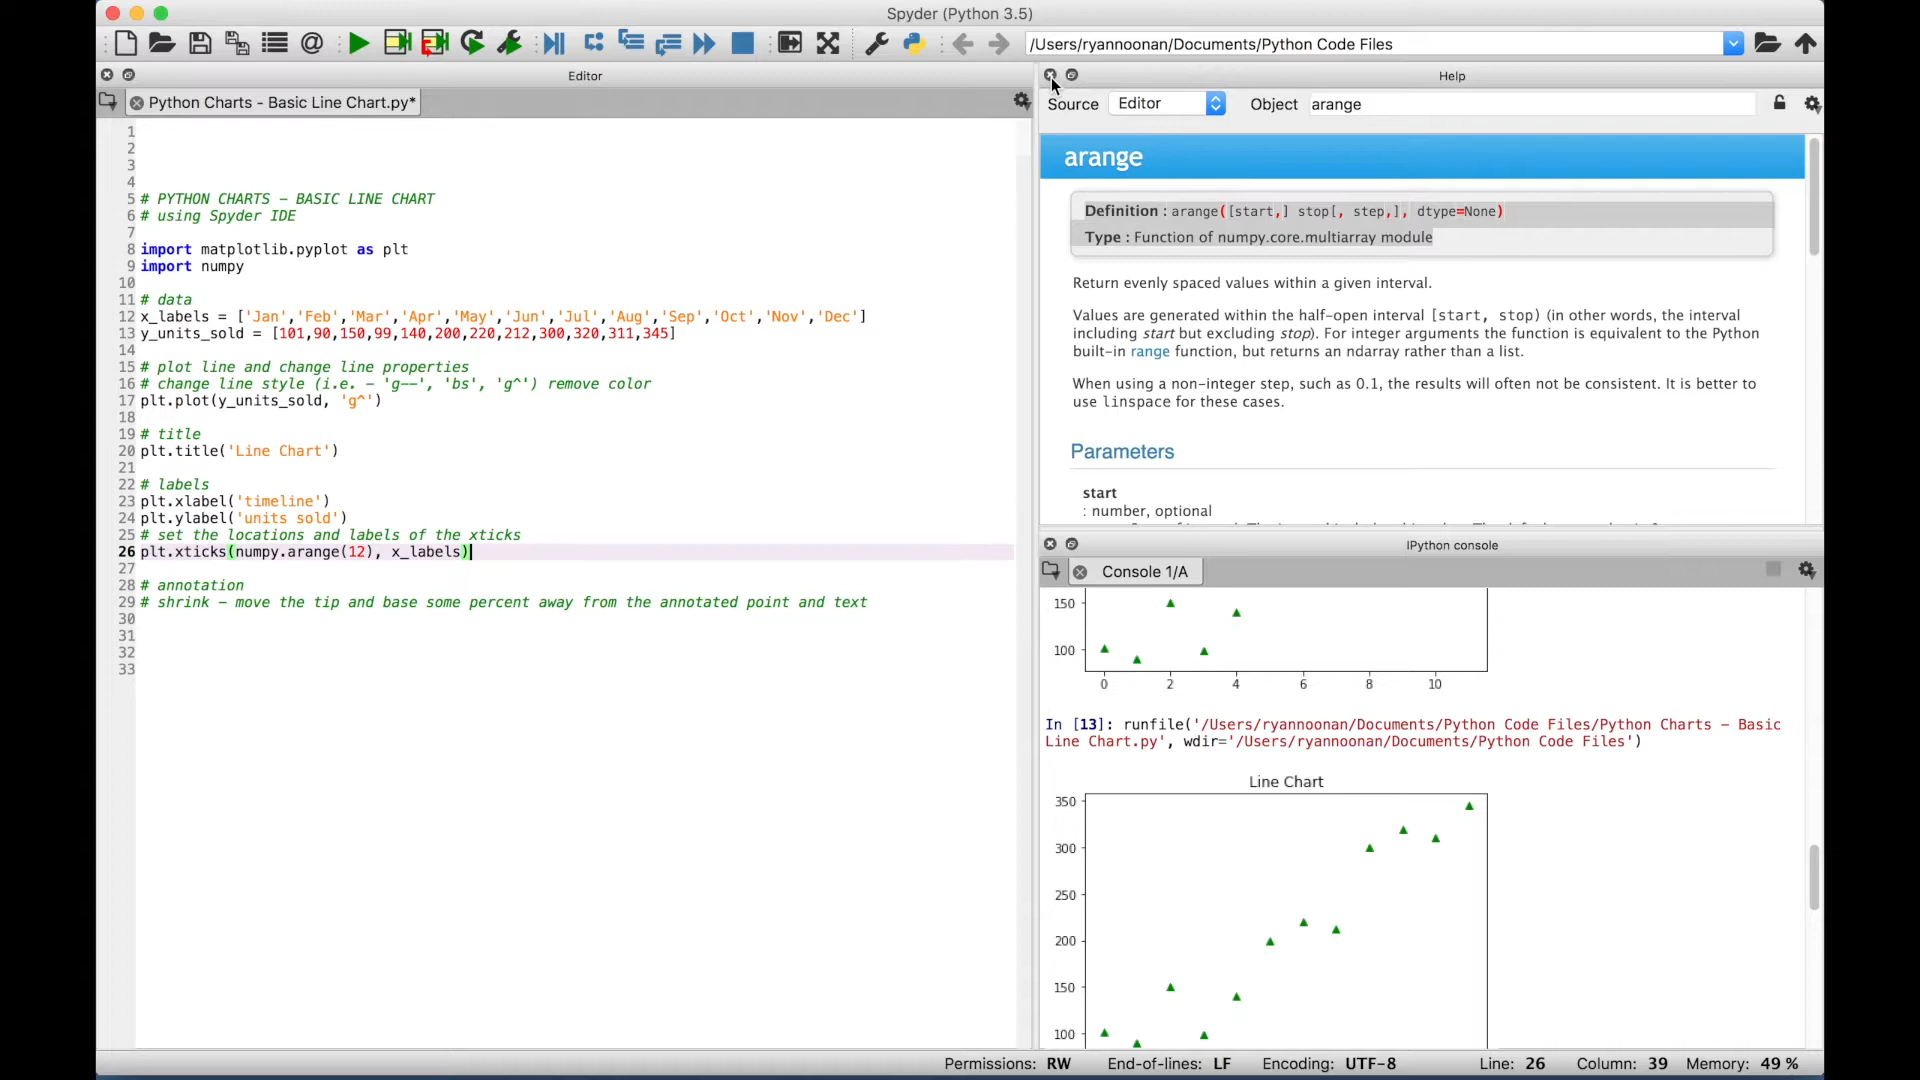 Spyder (Python 3.5)
/Users/ryannoonan/Documents/Python Code Files
Editor
Python Charts - Basic Line Chart.py*
1
2
3
4
5 # PYTHON CHARTS - BASIC LINE CHART
6 # using Spyder IDE
7
8 import matplotlib.pyplot as plt
9 import numpy
10
11 # data
12 x_labels = ['Jan','Feb','Mar','Apr','May','Jun','Jul','Aug','Sep','Oct','Nov','Dec']
13 y_units_sold = [101,90,150,99,140,200,220,212,300,320,311,345]
14
15 # plot line and change line properties
16 # change line style (i.e. - 'g--', 'bs', 'g^') remove color
17 plt.plot(y_units_sold, 'g^')
18
19 # title
20 plt.title('Line Chart')
21
22 # labels
23 plt.xlabel('timeline')
24 plt.ylabel('units sold')
25 # set the locations and labels of the xticks
26 plt.xticks(numpy.arange(12), x_labels)
27
28 # annotation
29 # shrink - move the tip and base some percent away from the annotated point and text
30
31
32
33
Help
Source Editor Object arange
arange
Definition : arange([start,] stop[, step,], dtype=None)
Type : Function of numpy.core.multiarray module
Return evenly spaced values within a given interval.
Values are generated within the half-open interval [start, stop) (in other words, the interval
including start but excluding stop). For integer arguments the function is equivalent to the Python
built-in range function, but returns an ndarray rather than a list.
When using a non-integer step, such as 0.1, the results will often not be consistent. It is better to
use linspace for these cases.
Parameters
start
: number, optional
IPython console
Console 1/A
150
100
0 2 4 6 8 10
In [13]: runfile('/Users/ryannoonan/Documents/Python Code Files/Python Charts - Basic
Line Chart.py', wdir='/Users/ryannoonan/Documents/Python Code Files')
Line Chart
350
300
250
200
150
100
Permissions: RW End-of-lines: LF Encoding: UTF-8 Line: 26 Column: 39 Memory: 49 %